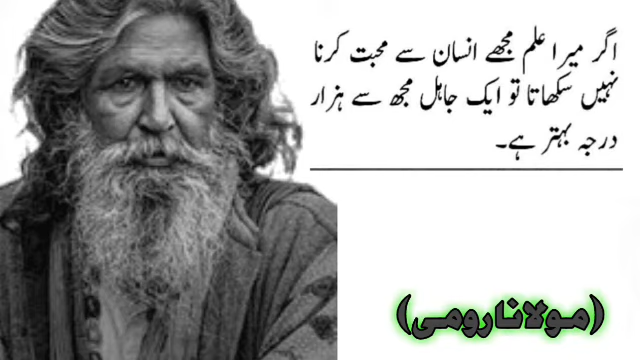 اگر میرا علم مجھے انسان سے محبت کرنا
نہیں سکھاتا تو ایک جاہل مجھ سے ہزار
درجہ بہتر ہے۔
(مولانا رومی)